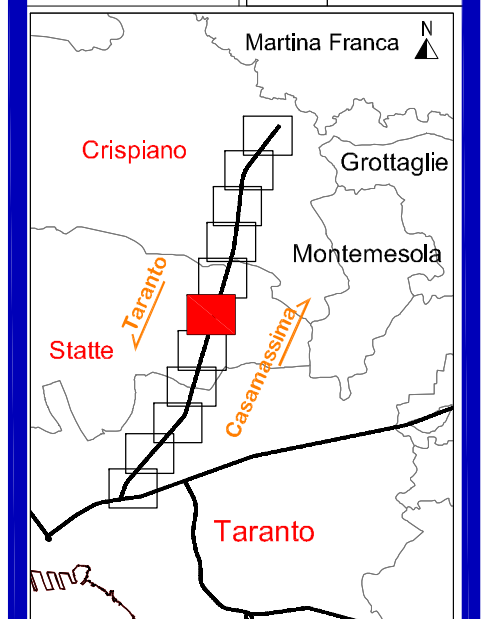 N
Martina Franca
Crispiano
Grottaglie
Montemesola
Taranto
Casamassima
Statte
Taranto